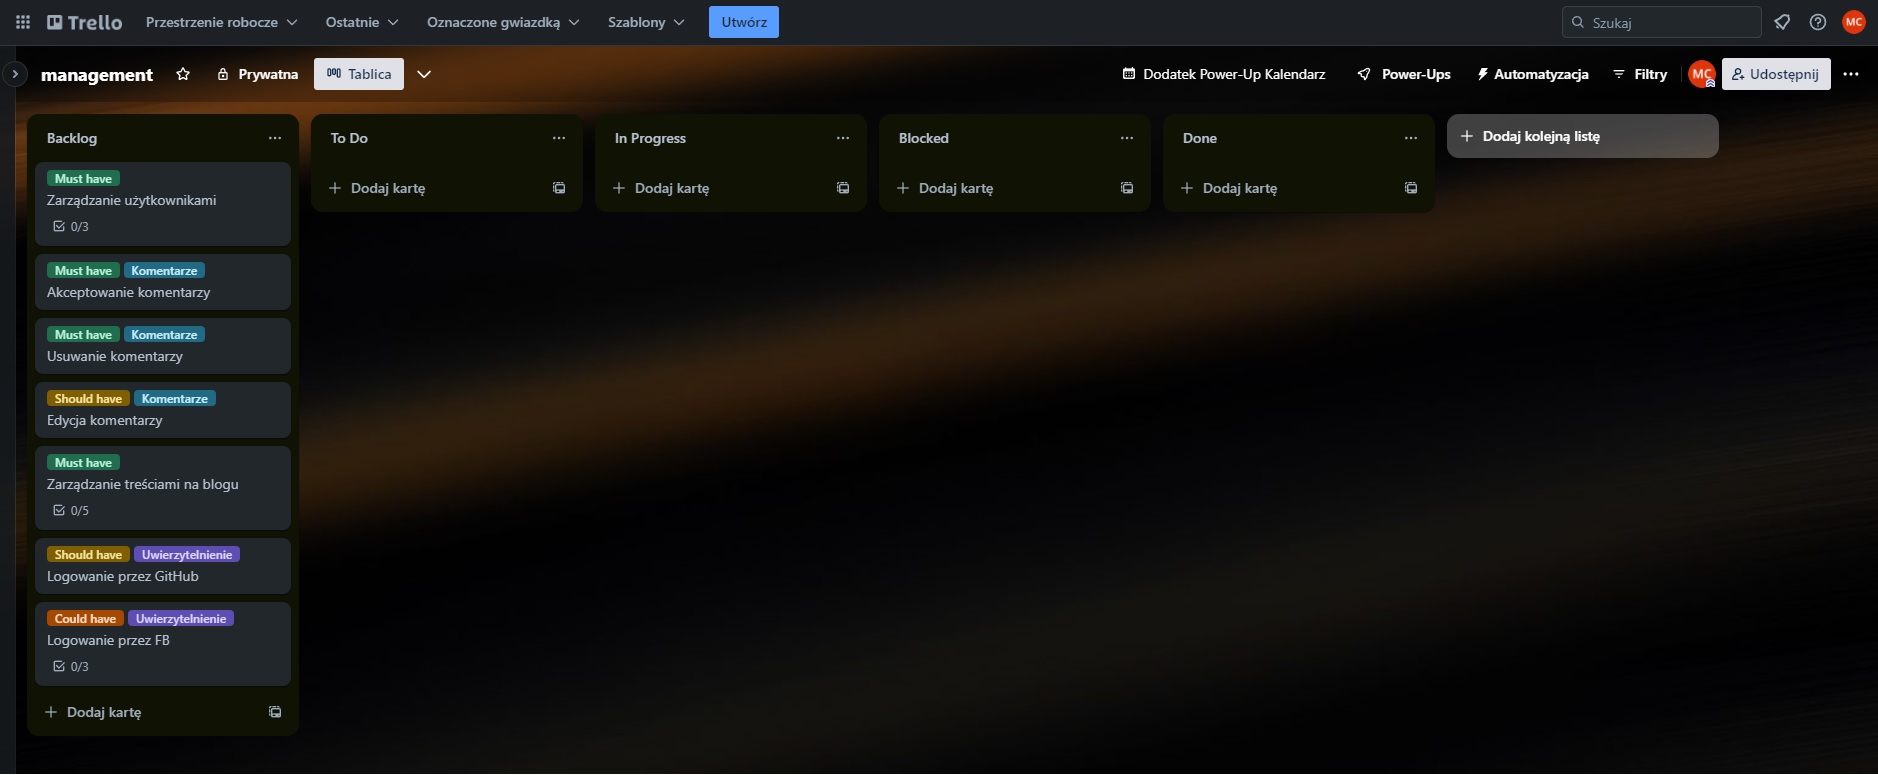 Trello Przestrzenie robocze Ostatnie Oznaczone gwiazdką Szablony Utwórz Szukaj MC
management Prywatna Tablica Dodatek Power-Up Kalendarz Power-Ups Automatyzacja Filtry MC Udostępnij
Backlog
Must have
Zarządzanie użytkownikami
0/3
Must have Komentarze
Akceptowanie komentarzy
Must have Komentarze
Usuwanie komentarzy
Should have Komentarze
Edycja komentarzy
Must have
Zarządzanie treściami na blogu
0/5
Should have Uwierzytelnienie
Logowanie przez GitHub
Could have Uwierzytelnienie
Logowanie przez FB
0/3
Dodaj kartę
To Do
Dodaj kartę
In Progress
Dodaj kartę
Blocked
Dodaj kartę
Done
Dodaj kartę
Dodaj kolejną listę